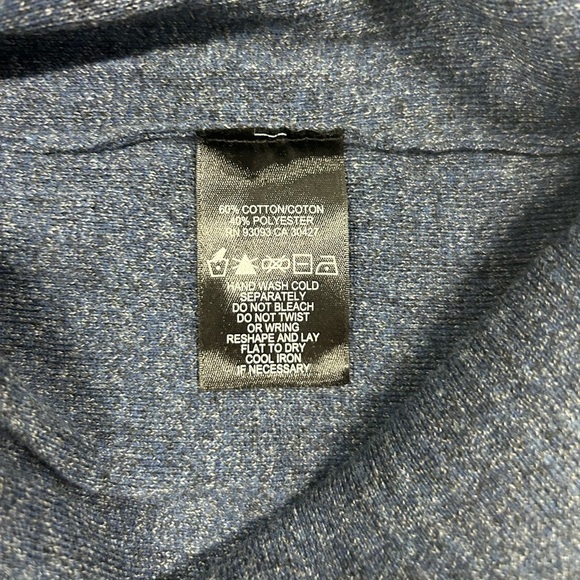 60% COTTON/COTON
40% POLYESTER
RN 93093 CA 30427
HAND WASH COLD
SEPARATELY
DO NOT BLEACH
DO NOT TWIST
OR WRING
RESHAPE AND LAY
FLAT TO DRY
COOL IRON
IF NECESSARY